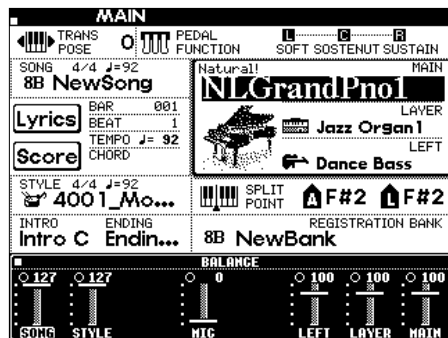 MAIN
TRANS POSE 0
PEDAL FUNCTION
L C R
SOFT SOSTENUT SUSTAIN
SONG 4/4 ♩=92
8B NewSong
Natural! MAIN
NLGrandPno1
LAYER
Jazz Organ1
LEFT
Dance Bass
Lyrics
BAR 001
BEAT 1
Score
TEMPO ♩= 92
CHORD
STYLE 4/4 ♩=92
4001_Mo...
SPLIT POINT
A F#2 L F#2
INTRO ENDING
Intro C Endin...
REGISTRATION BANK
8B NewBank
BALANCE
127 127 0 100 100 100
SONG STYLE MIC LEFT LAYER MAIN